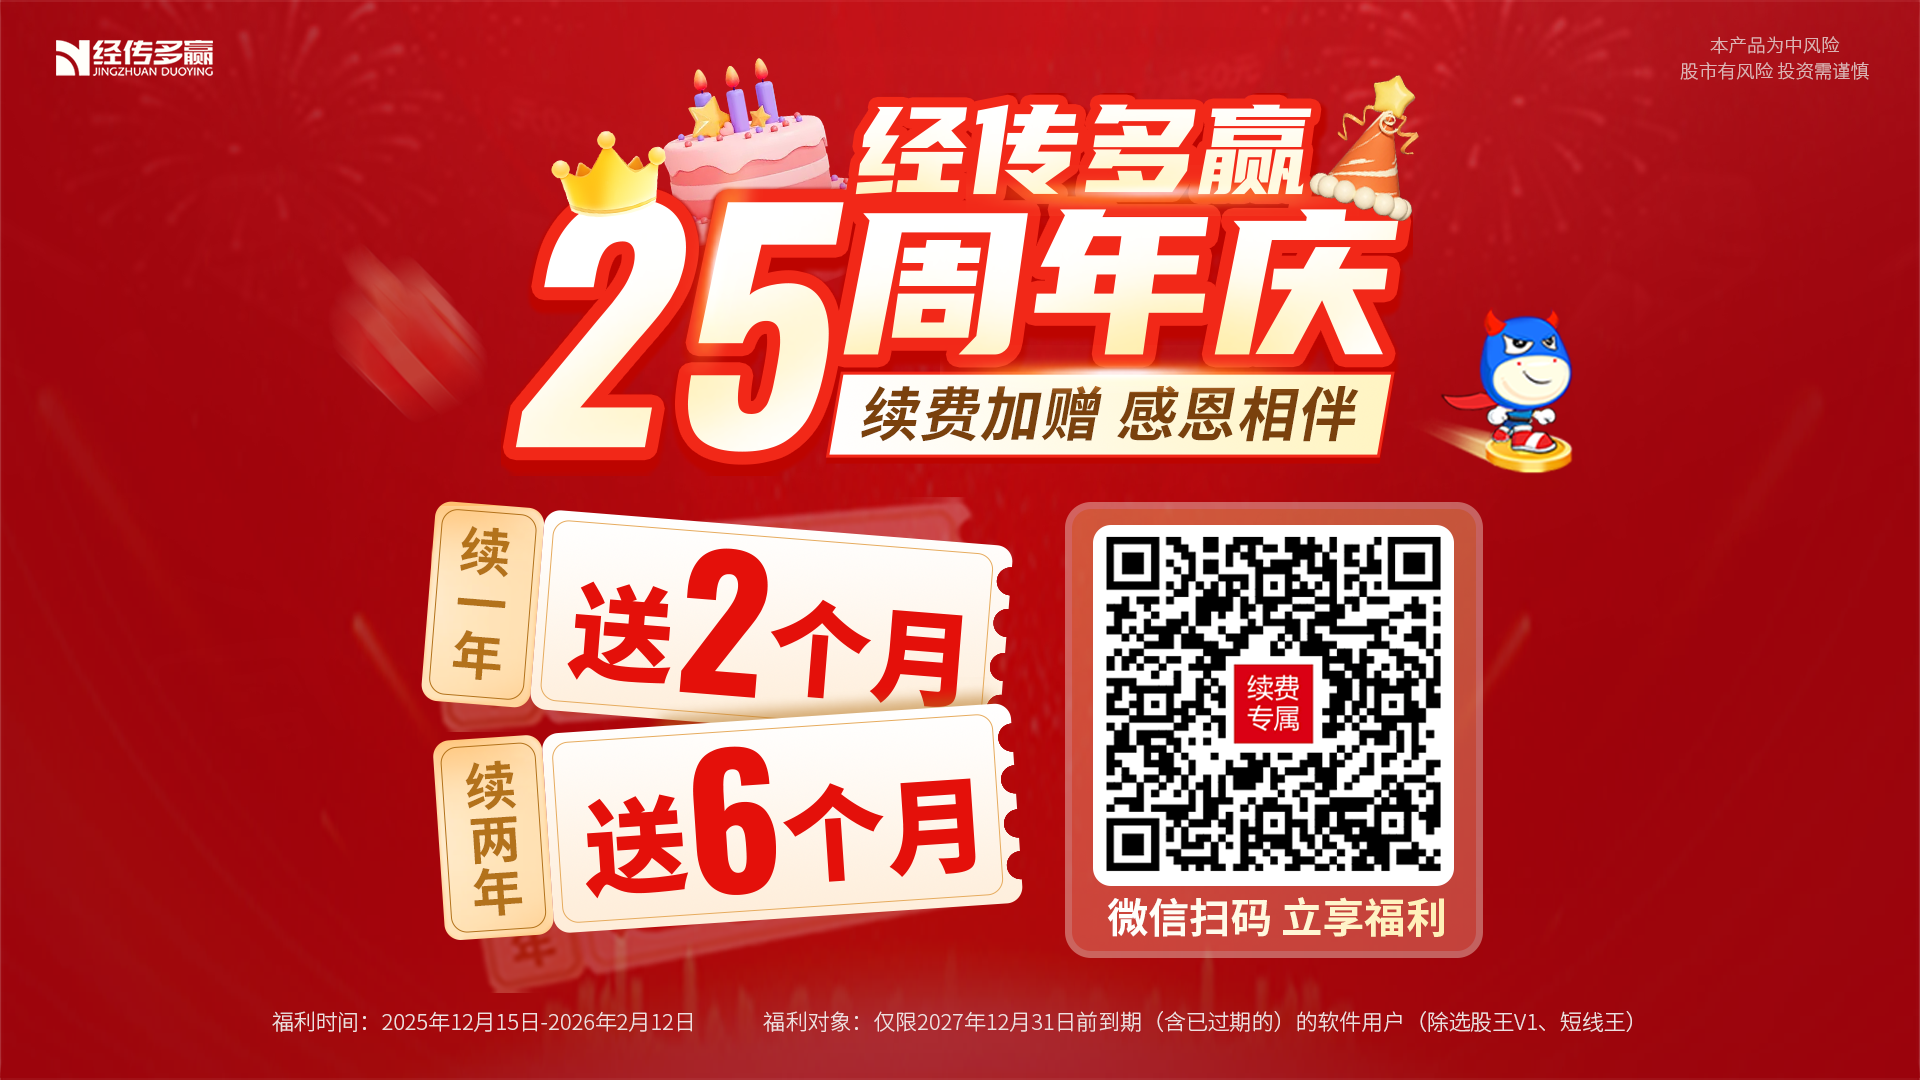 经传多赢
JINGZHUAN DUOYING
本产品为中风险
股市有风险 投资需谨慎
经传多赢
25周年庆
续费加赠 感恩相伴
续一年
送2个月
续两年
送6个月
续费
专属
微信扫码 立享福利
福利时间：2025年12月15日-2026年2月12日
福利对象：仅限2027年12月31日前到期（含已过期的）的软件用户（除选股王V1、短线王）